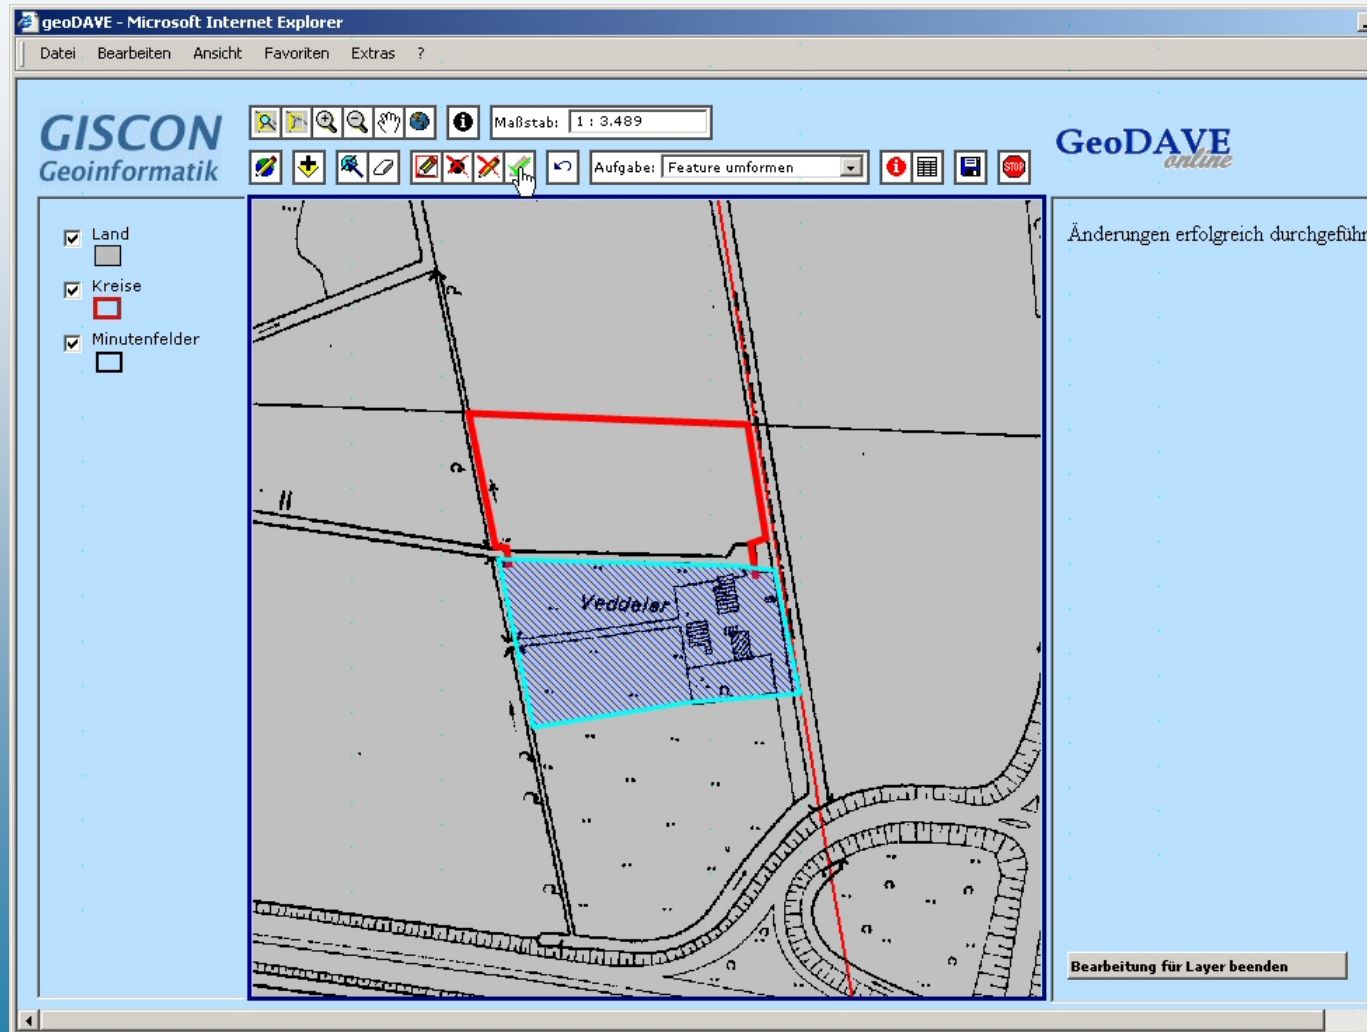 geoDAVE - Microsoft Internet Explorer
Datei Bearbeiten Ansicht Favoriten Extras ?
GISCON
Geoinformatik
Maßstab: 1 : 3.489
Aufgabe: Feature umformen
STOP
GeoDAVE
online
Land
Kreise
Minutenfelder
Änderungen erfolgreich durchgeführ
Veddeler
Bearbeitung für Layer beenden